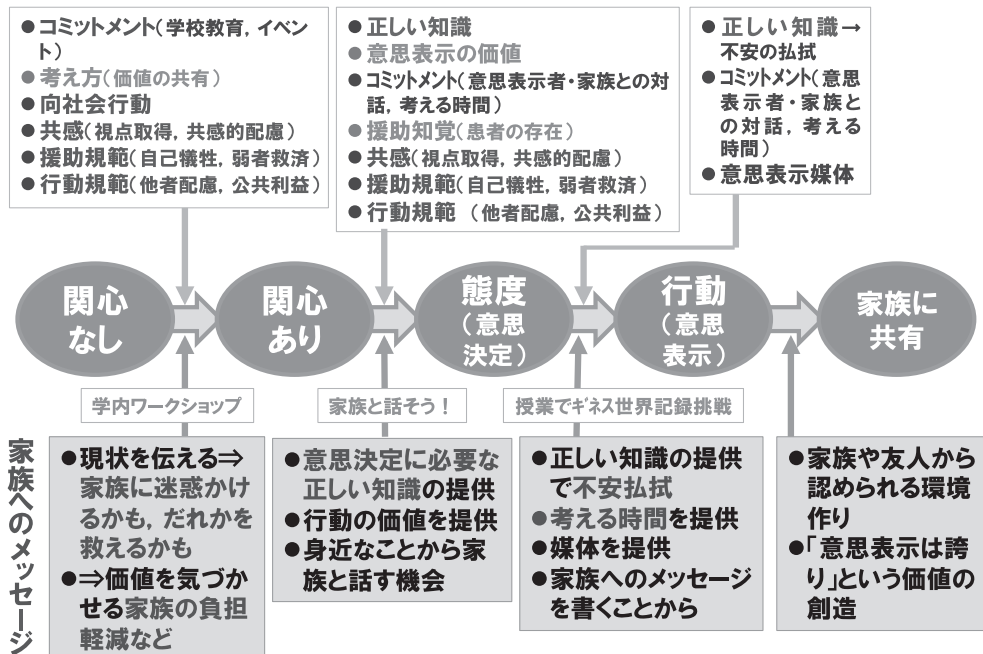 ●コミットメント（学校教育，イベン
ト）
●考え方（価値の共有）
●向社会行動
●共感（視点取得，共感的配慮）
●援助規範（自己犠牲，弱者救済）
●行動規範（他者配慮，公共利益）
●正しい知識
●意思表示の価値
●コミットメント（意思表示者・家族との対
話，考える時間）
●援助知覚（患者の存在）
●共感（視点取得，共感的配慮）
●援助規範（自己犠牲，弱者救済）
●行動規範 （他者配慮，公共利益）
●正しい知識→
不安の払拭
●コミットメント（意思
表示者・家族と
の対話，考える
時間）
●意思表示媒体
関心
なし
関心
あり
態度
（意思
決定）
行動
（意思
表示）
家族に
共有
学内ワークショップ
家族と話そう！
授業でギネス世界記録挑戦
家族へのメッセージ
●現状を伝える⇒
家族に迷惑かけ
るかも，だれかを
救えるかも
●⇒価値を気づか
せる家族の負担
軽減など
●意思決定に必要な
正しい知識の提供
●行動の価値を提供
●身近なことから家
族と話す機会
●正しい知識の提供
で不安払拭
●考える時間を提供
●媒体を提供
●家族へのメッセージ
を書くことから
●家族や友人から
認められる環境
作り
●「意思表示は誇
り」という価値の
創造